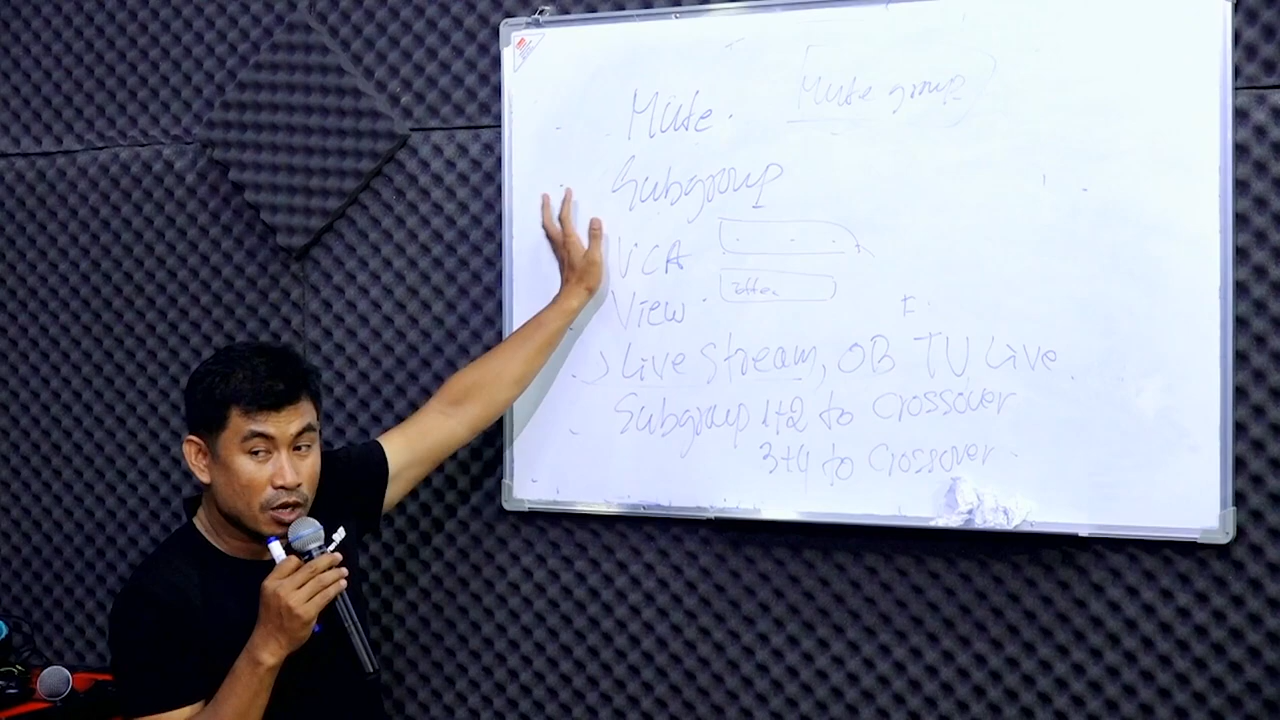 Mute. [Mute group]
Subgroup
VCA
View
Live Stream, OB TV Live
Subgroup 1+2 to Crossover
3+4 to Crossover